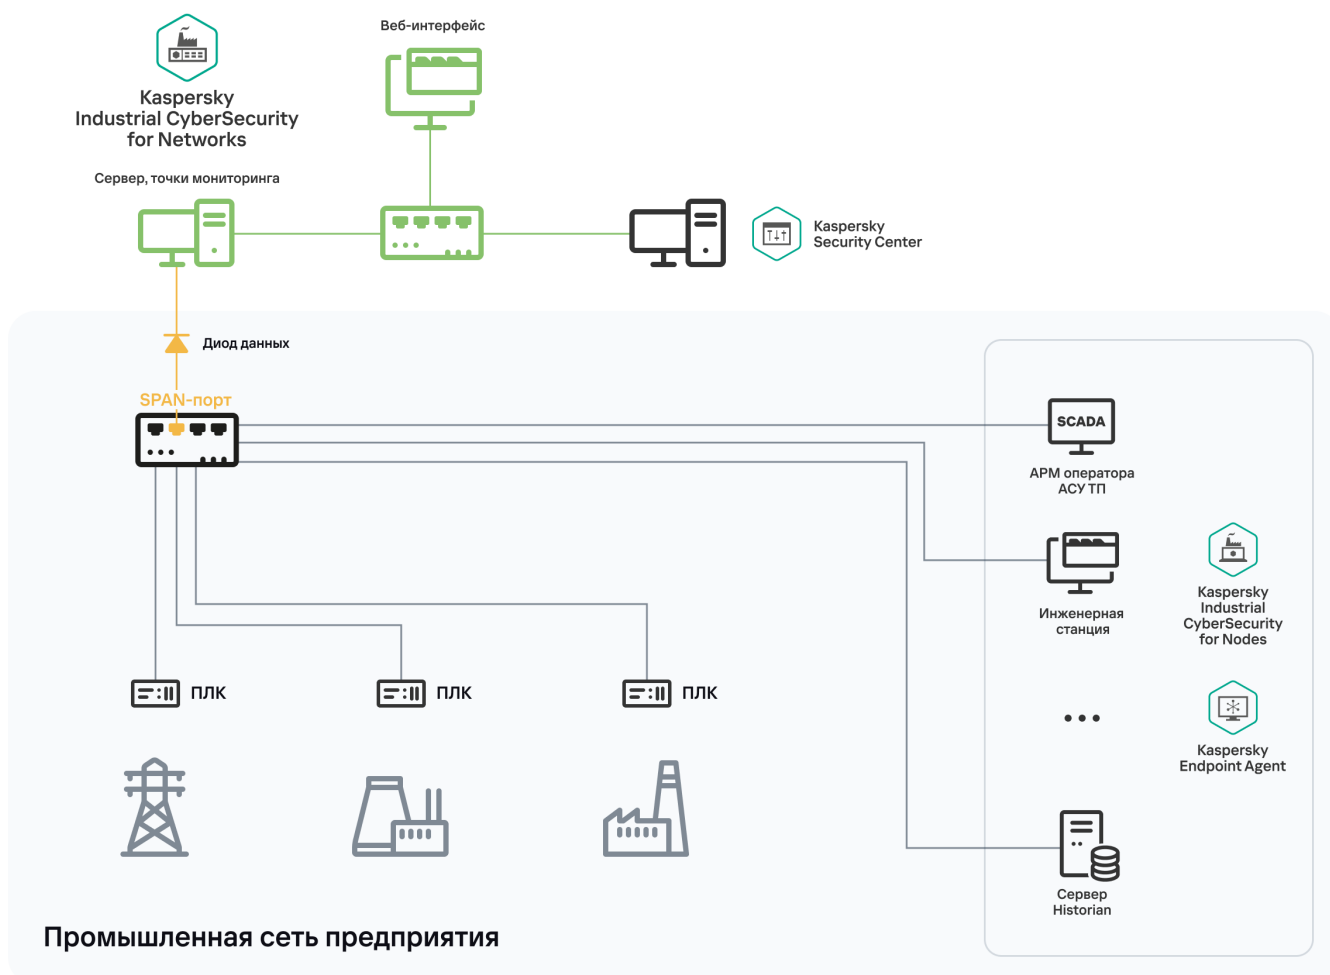 Веб-интерфейс
Kaspersky
Industrial CyberSecurity
for Networks
Сервер, точки мониторинга
Kaspersky
Security Center
Диод данных
SPAN-порт
SCADA
АРМ оператора
АСУ ТП
Инженерная
станция
Kaspersky
Industrial
CyberSecurity
for Nodes
ПЛК
ПЛК
ПЛК
Kaspersky
Endpoint Agent
Сервер
Historian
Промышленная сеть предприятия